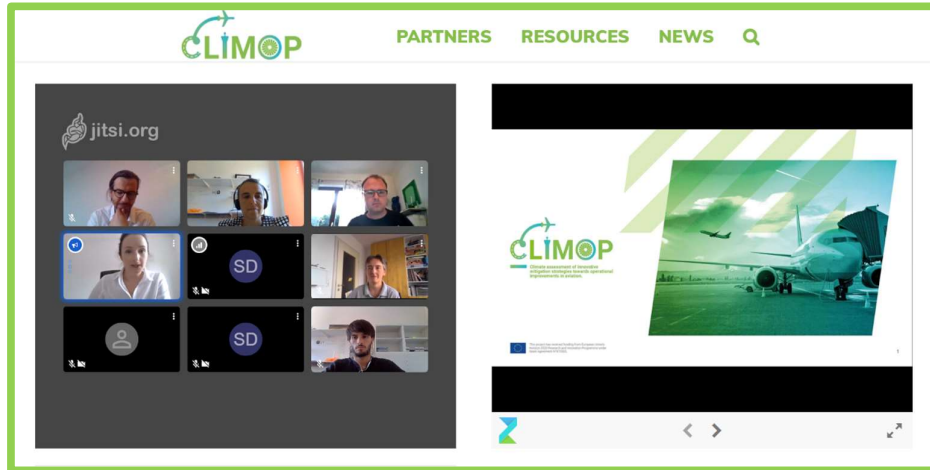 CLIMOP
PARTNERS RESOURCES NEWS
jitsi.org
SD
SD
CLIMOP
Climate assessment of innovative
mitigation strategies towards operational
improvements in aviation.
1